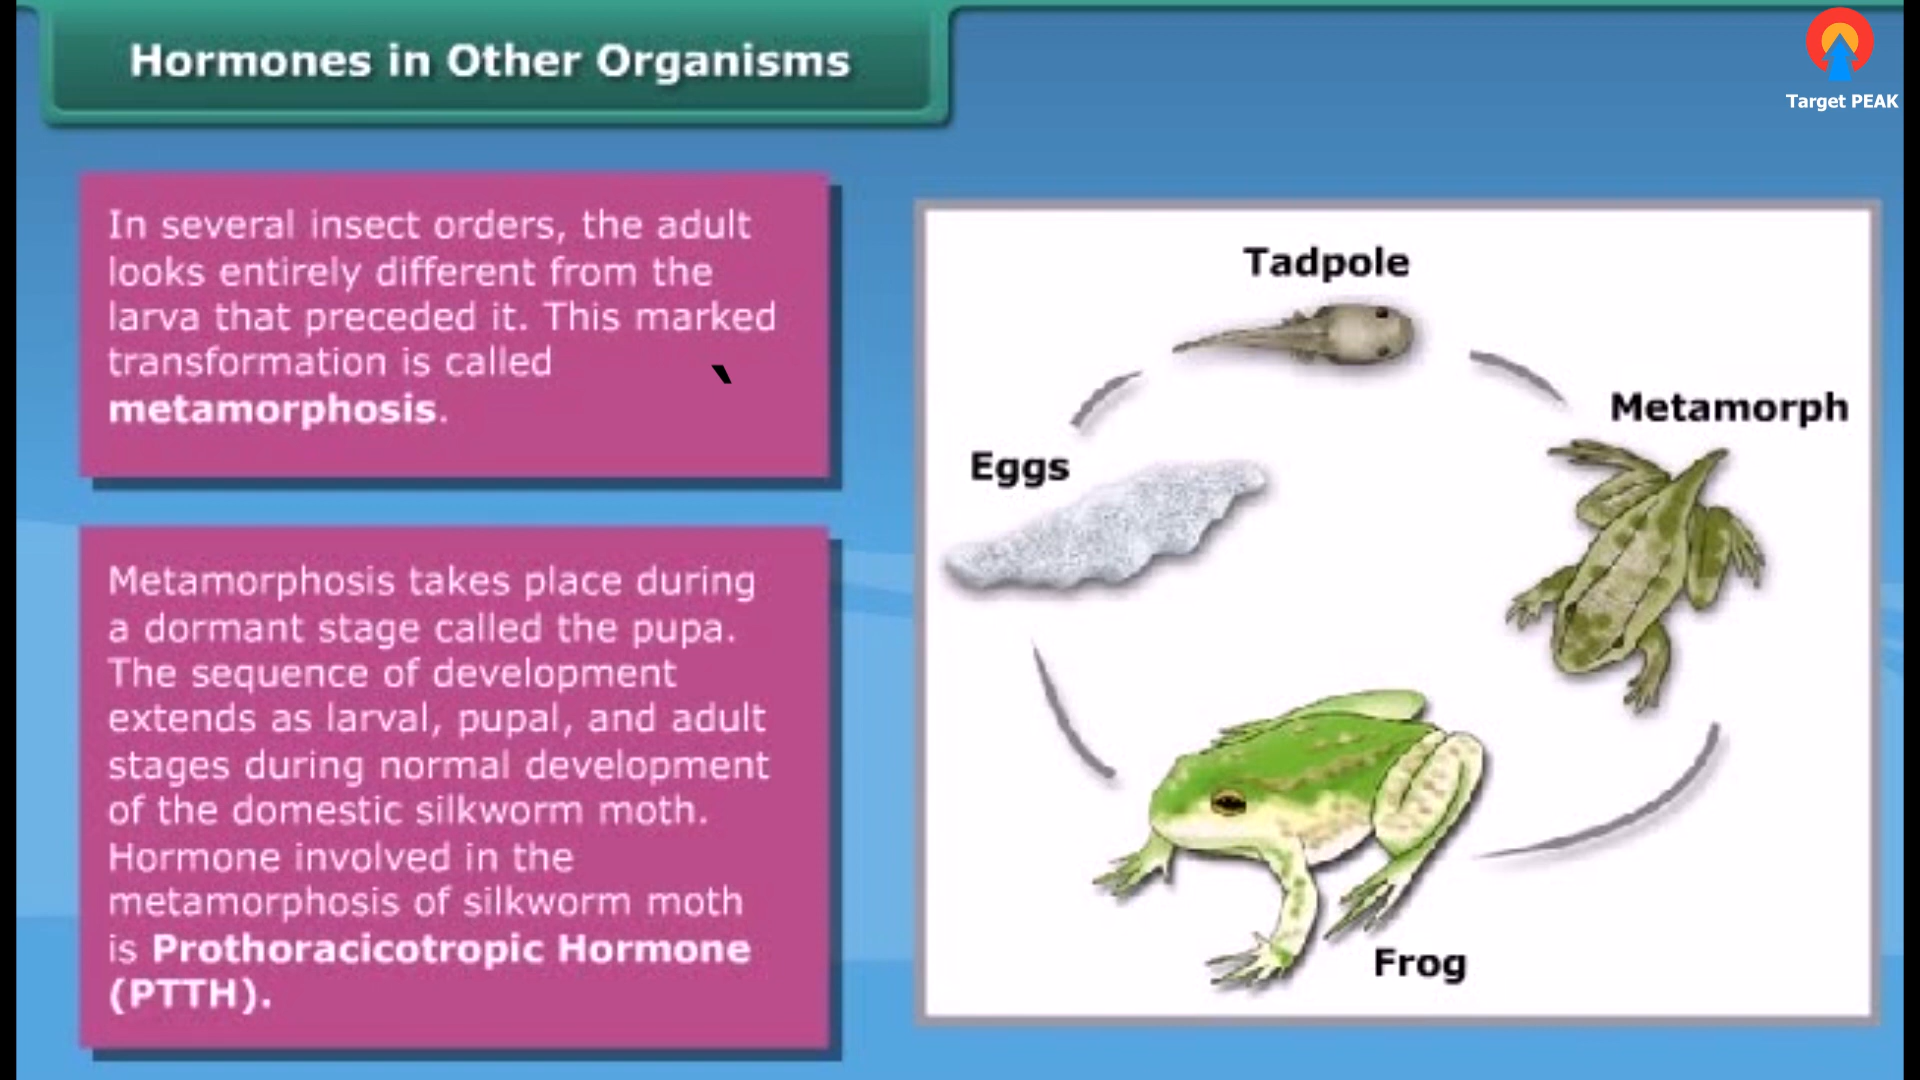 Hormones in Other Organisms
Target PEAK
In several insect orders, the adult
looks entirely different from the
larva that preceded it. This marked
transformation is called
metamorphosis.
Metamorphosis takes place during
a dormant stage called the pupa.
The sequence of development
extends as larval, pupal, and adult
stages during normal development
of the domestic silkworm moth.
Hormone involved in the
metamorphosis of silkworm moth
is Prothoracicotropic Hormone
(PTTH).
Tadpole
Metamorph
Eggs
Frog